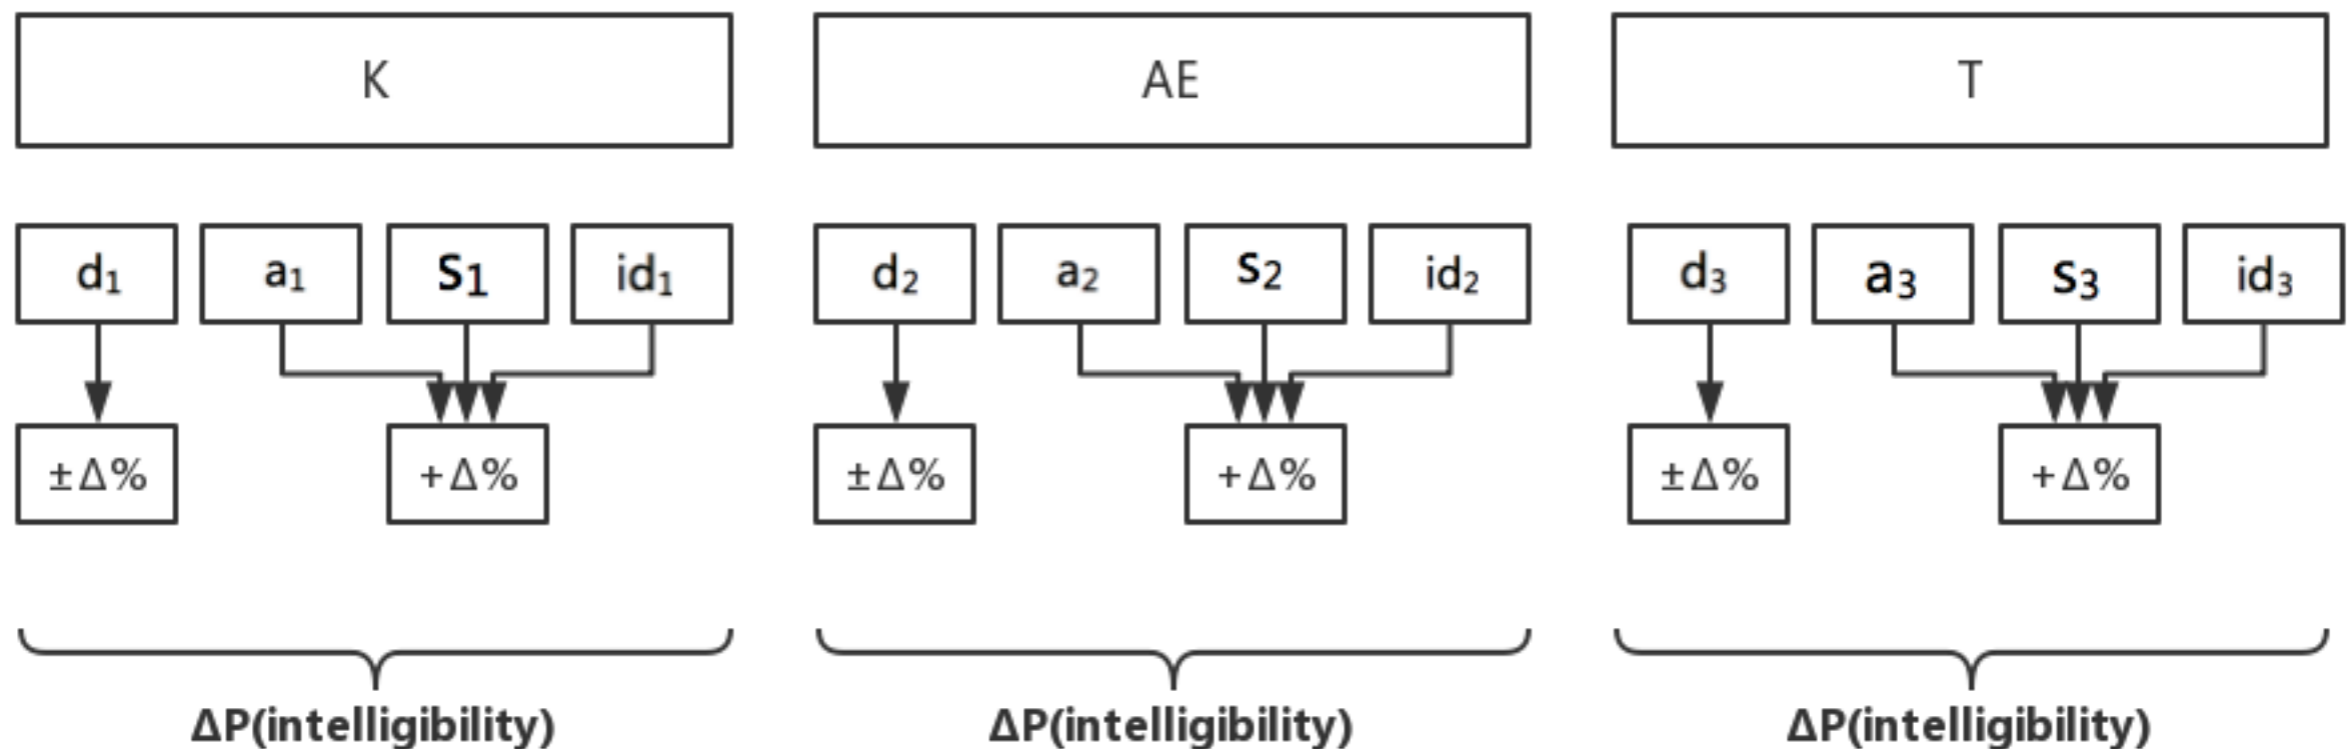 K AE T
d₁ a₁ s₁ id₁ d₂ a₂ s₂ id₂ d₃ a₃ s₃ id₃
±Δ% +Δ% ±Δ% +Δ% ±Δ% +Δ%
ΔP(intelligibility) ΔP(intelligibility) ΔP(intelligibility)